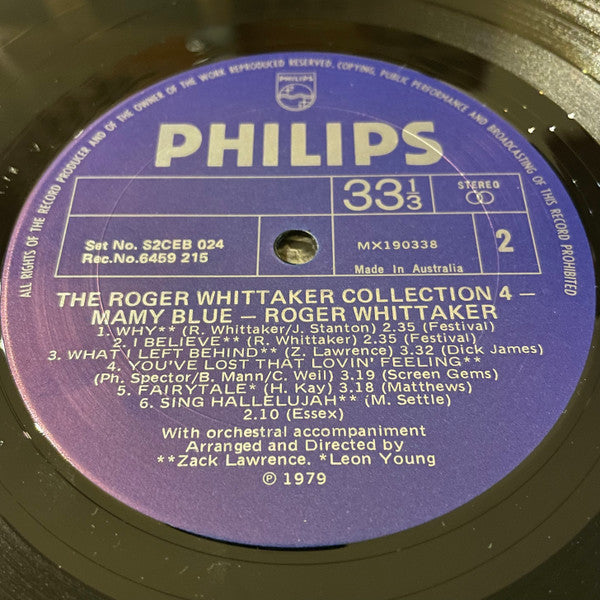 ALL RIGHTS OF THE RECORD PRODUCER AND OF THE OWNER OF THE WORK REPRODUCED RESERVED. COPYING, PUBLIC PERFORMANCE AND BROADCASTING OF THIS RECORD PROHIBITED
PHILIPS
PHILIPS
33⅓
STEREO
Set No. S2CEB 024
Rec.No.6459 215
MX190338
2
Made In Australia
THE ROGER WHITTAKER COLLECTION 4 –
MAMY BLUE – ROGER WHITTAKER
1. WHY** (R. Whittaker/J. Stanton) 2.35 (Festival)
2. I BELIEVE** (R. Whittaker) 2.35 (Festival)
3. WHAT I LEFT BEHIND** (Z. Lawrence) 3.32 (Dick James)
4. YOU'VE LOST THAT LOVIN' FEELING**
(Ph. Spector/B. Mann/C. Weil) 3.19 (Screen Gems)
5. FAIRYTALE* (H. Kay) 3.18 (Matthews)
6. SING HALLELUJAH** (M. Settle)
2.10 (Essex)
With orchestral accompaniment
Arranged and Directed by
**Zack Lawrence. *Leon Young
℗ 1979